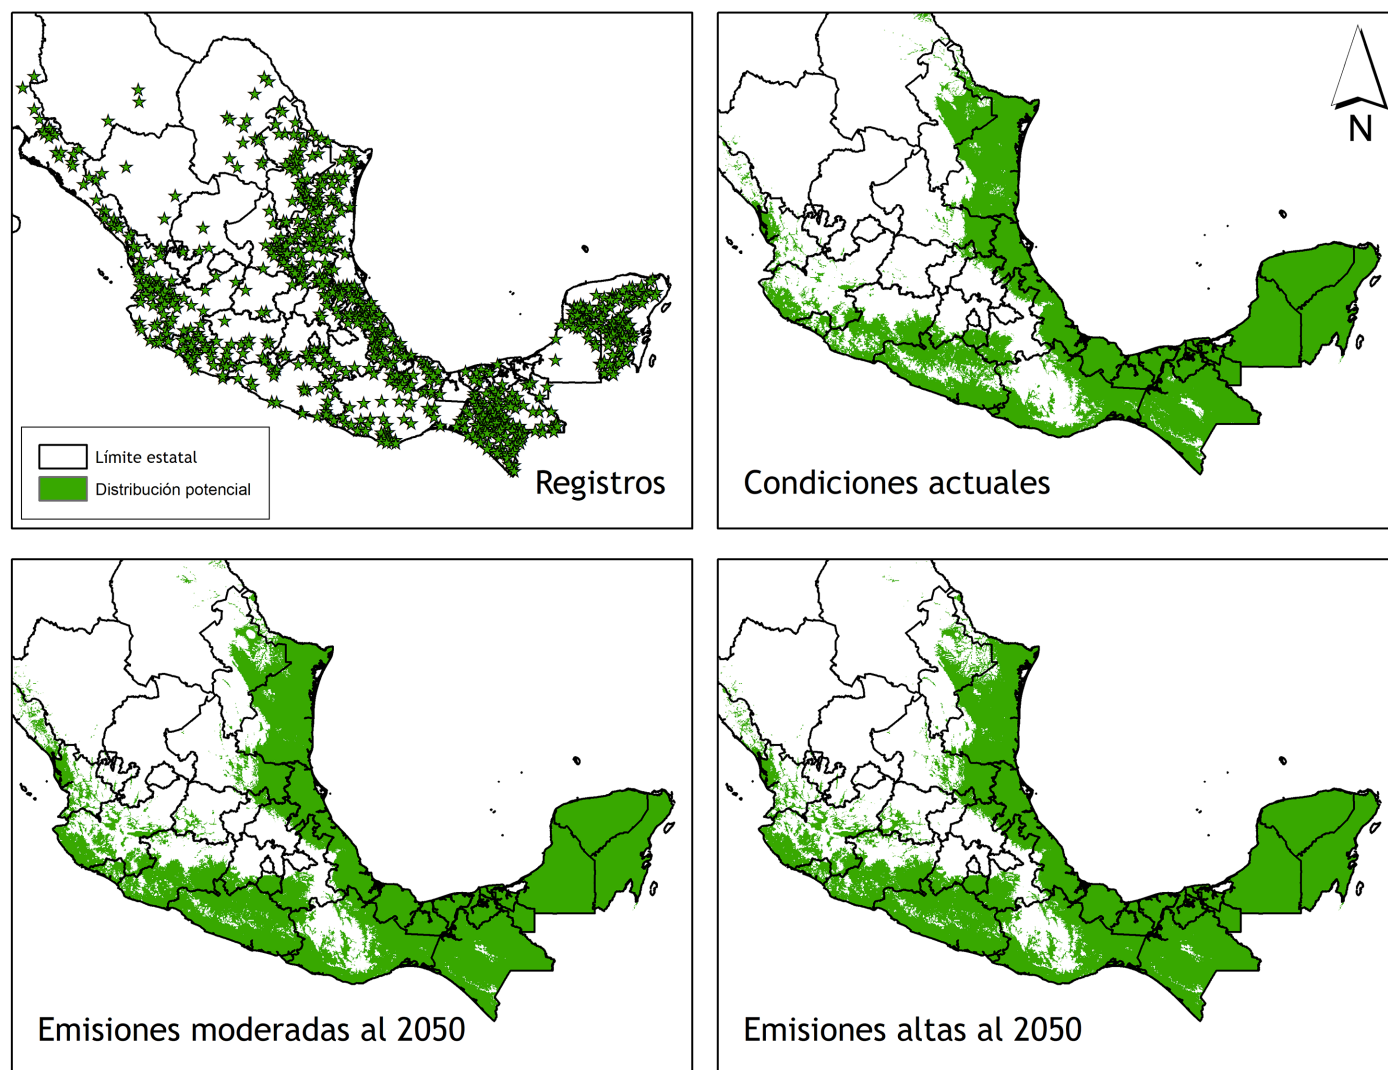 N
Límite estatal
Distribución potencial
Registros
Condiciones actuales
Emisiones moderadas al 2050
Emisiones altas al 2050